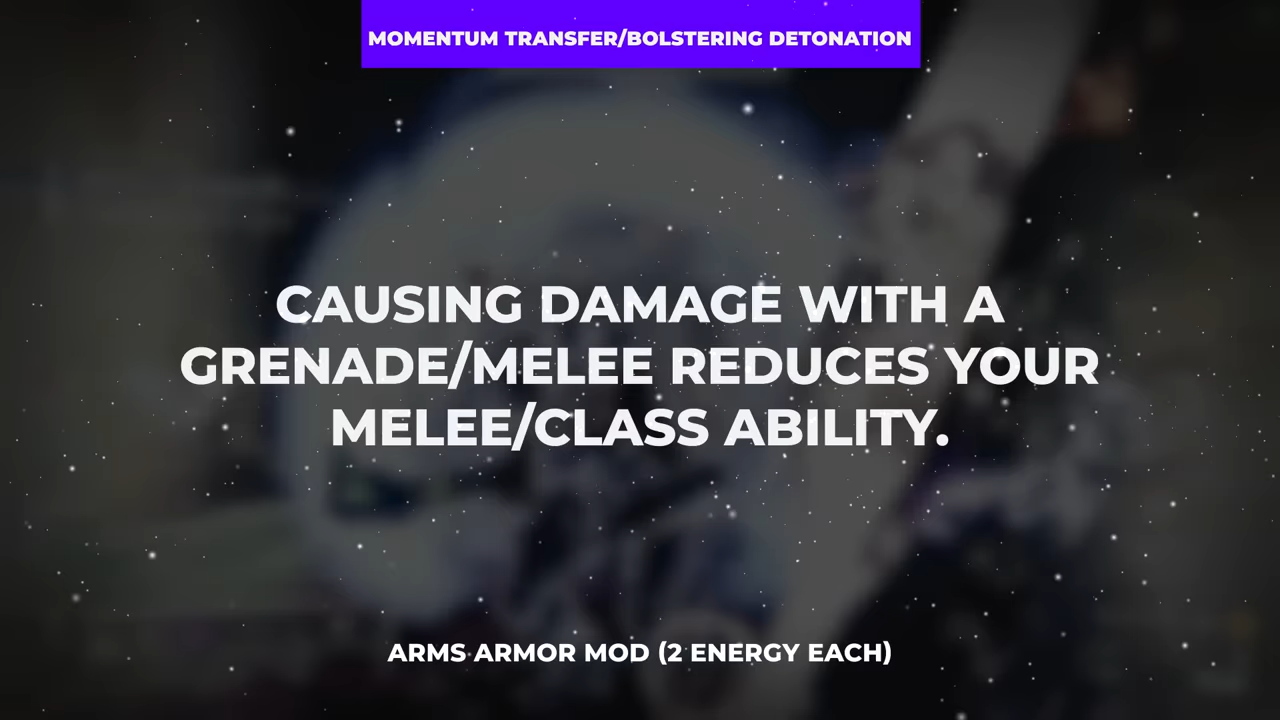 MOMENTUM TRANSFER/BOLSTERING DETONATION
CAUSING DAMAGE WITH A
GRENADE/MELEE REDUCES YOUR
MELEE/CLASS ABILITY.
ARMS ARMOR MOD (2 ENERGY EACH)